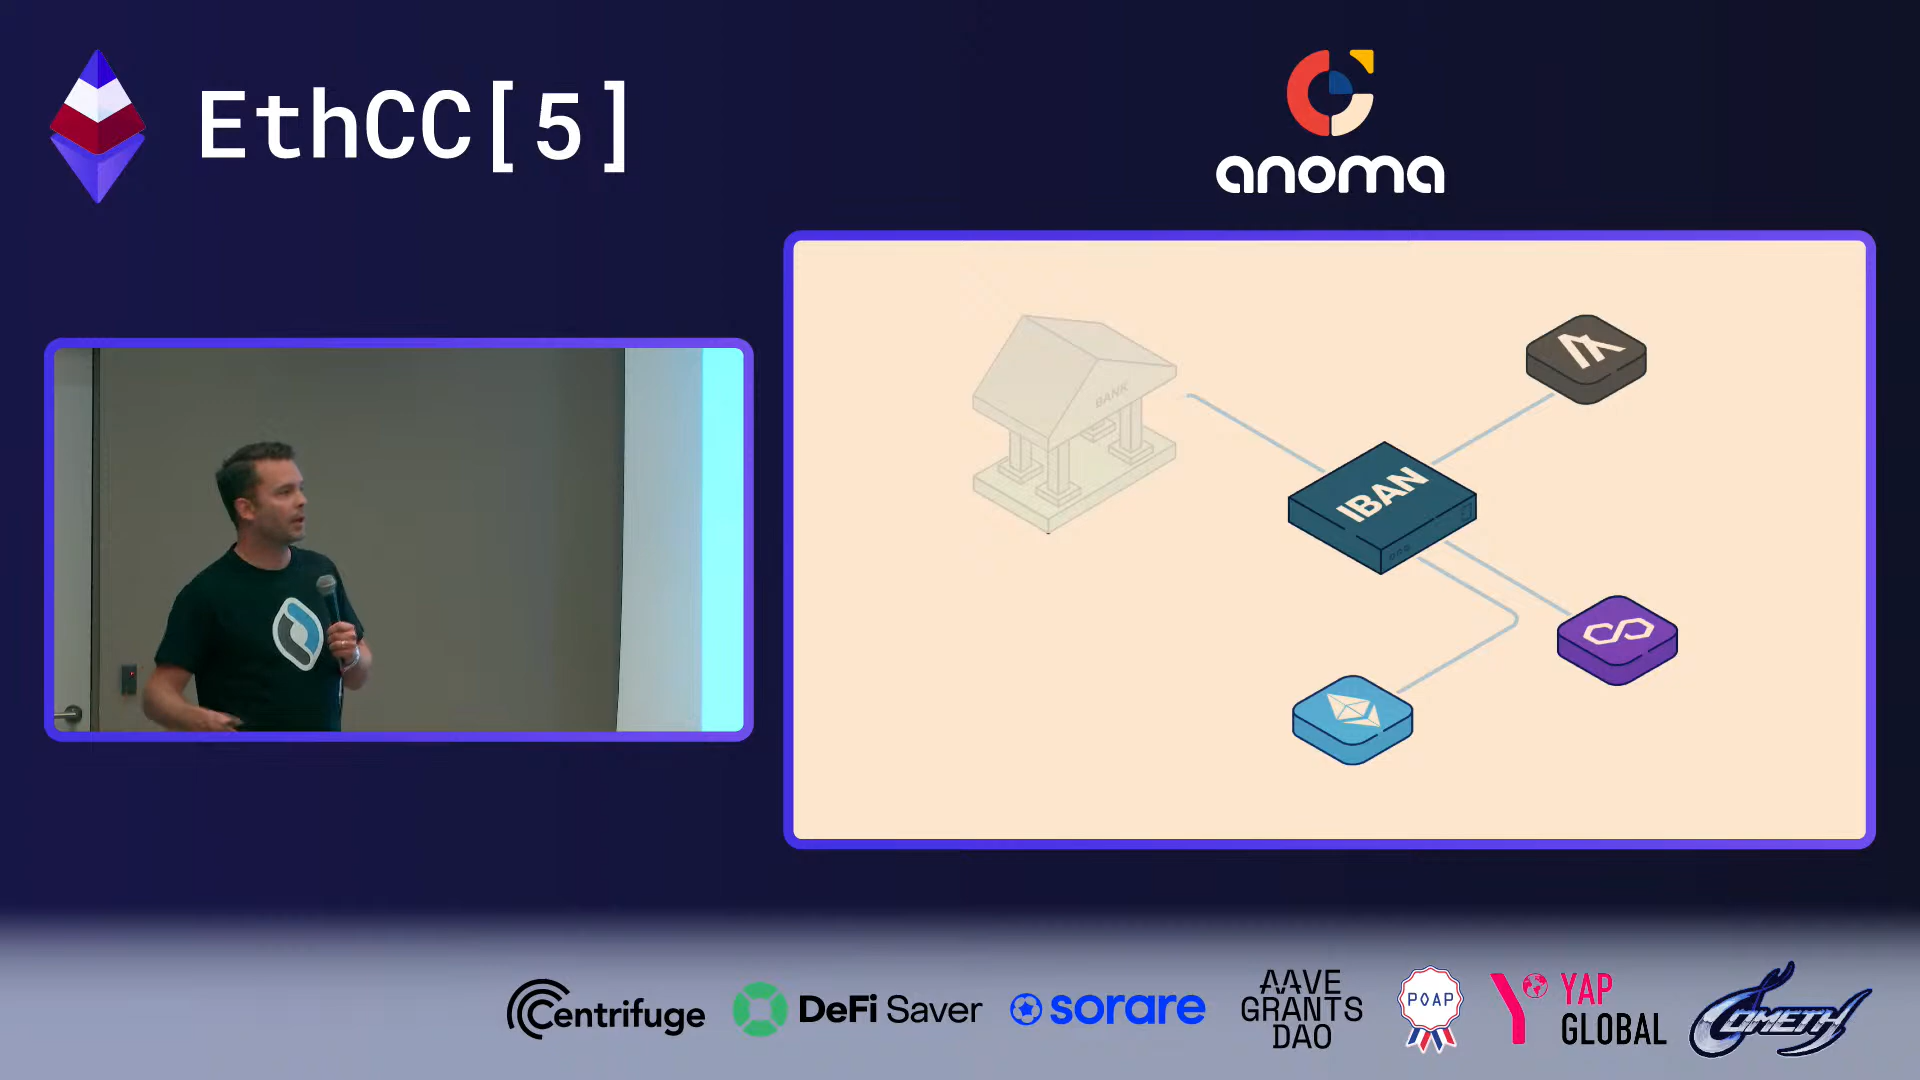 EthCC[5]
anoma
BANK
IBAN
Centrifuge
DeFi Saver
sorare
AAVE
GRANTS
DAO
POAP
YAP
GLOBAL
COMETH